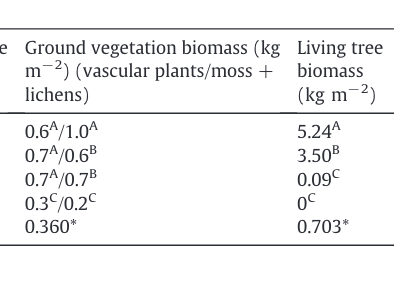 e Ground vegetation biomass (kg Living tree
m⁻²) (vascular plants/moss + biomass
lichens) (kg m⁻²)
0.6ᴬ/1.0ᴬ 5.24ᴬ
0.7ᴬ/0.6ᴮ 3.50ᴮ
0.7ᴬ/0.7ᴮ 0.09ᶜ
0.3ᶜ/0.2ᶜ 0ᶜ
0.360* 0.703*